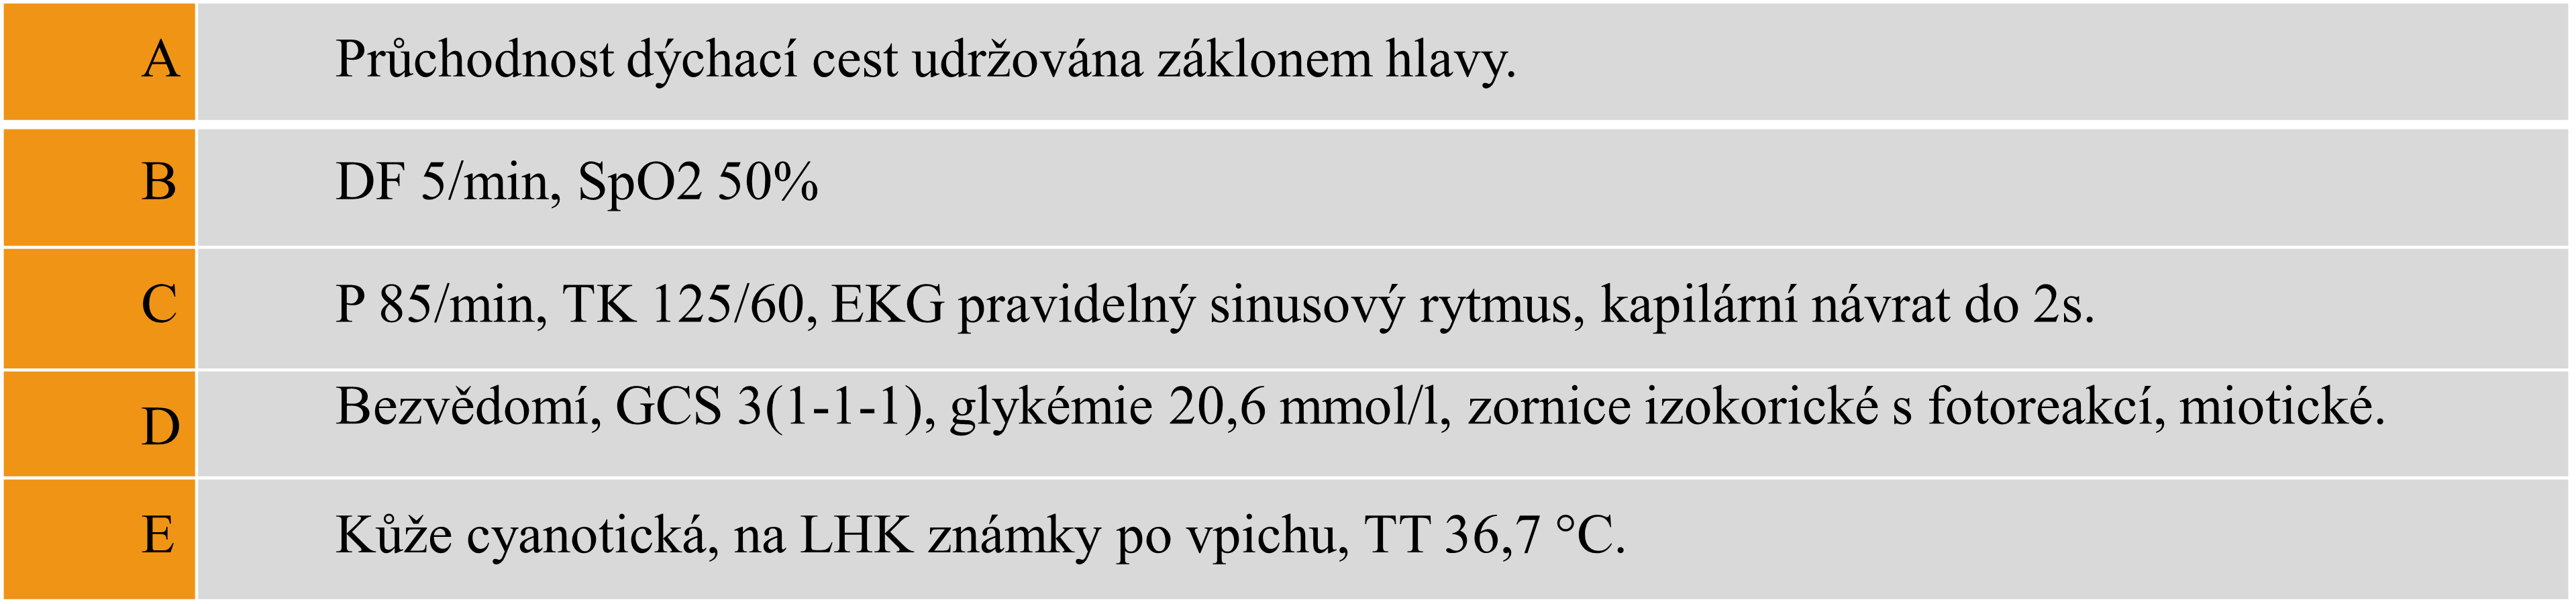 A Průchodnost dýchací cest udržována záklonem hlavy.
B DF 5/min, SpO2 50%
C P 85/min, TK 125/60, EKG pravidelný sinusový rytmus, kapilární návrat do 2s.
D Bezvědomí, GCS 3(1-1-1), glykémie 20,6 mmol/l, zornice izokorické s fotoreakcí, miotické.
E Kůže cyanotická, na LHK známky po vpichu, TT 36,7 °C.